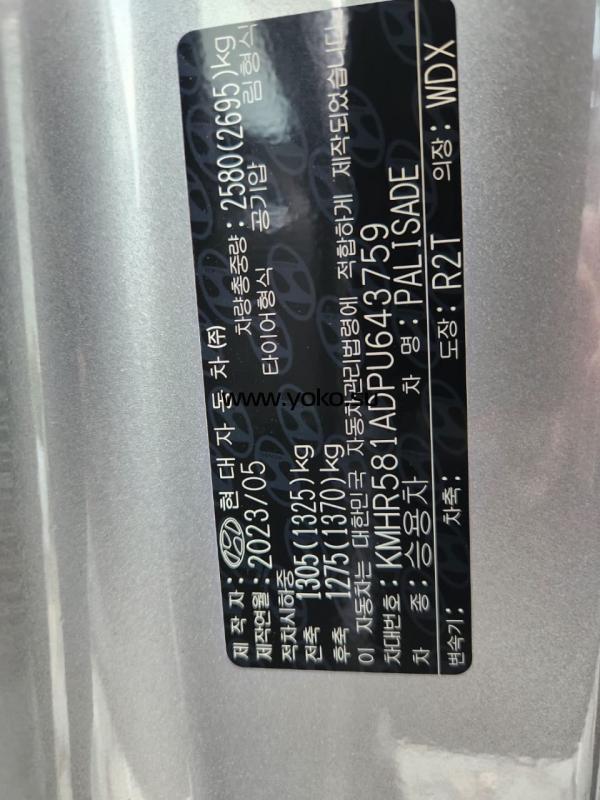 제 작 자 : 현 대 자 동 차 (주)
제작연월 : 2023/05 차량총중량 : 2580(2695)kg
적차시하중 타이어형식 공기압 림형식
전축 1305(1325)kg
후축 1275(1370)kg
이 자동차는 대한민국 자동차관리법령에 적합하게 제작되었습니다
차대번호 : KMHR581ADPU643759
차 종 : 승용차 차 명 : PALISADE
변속기 : 차축 : 도장 : R2T 의장 : WDX
www.yoko.su